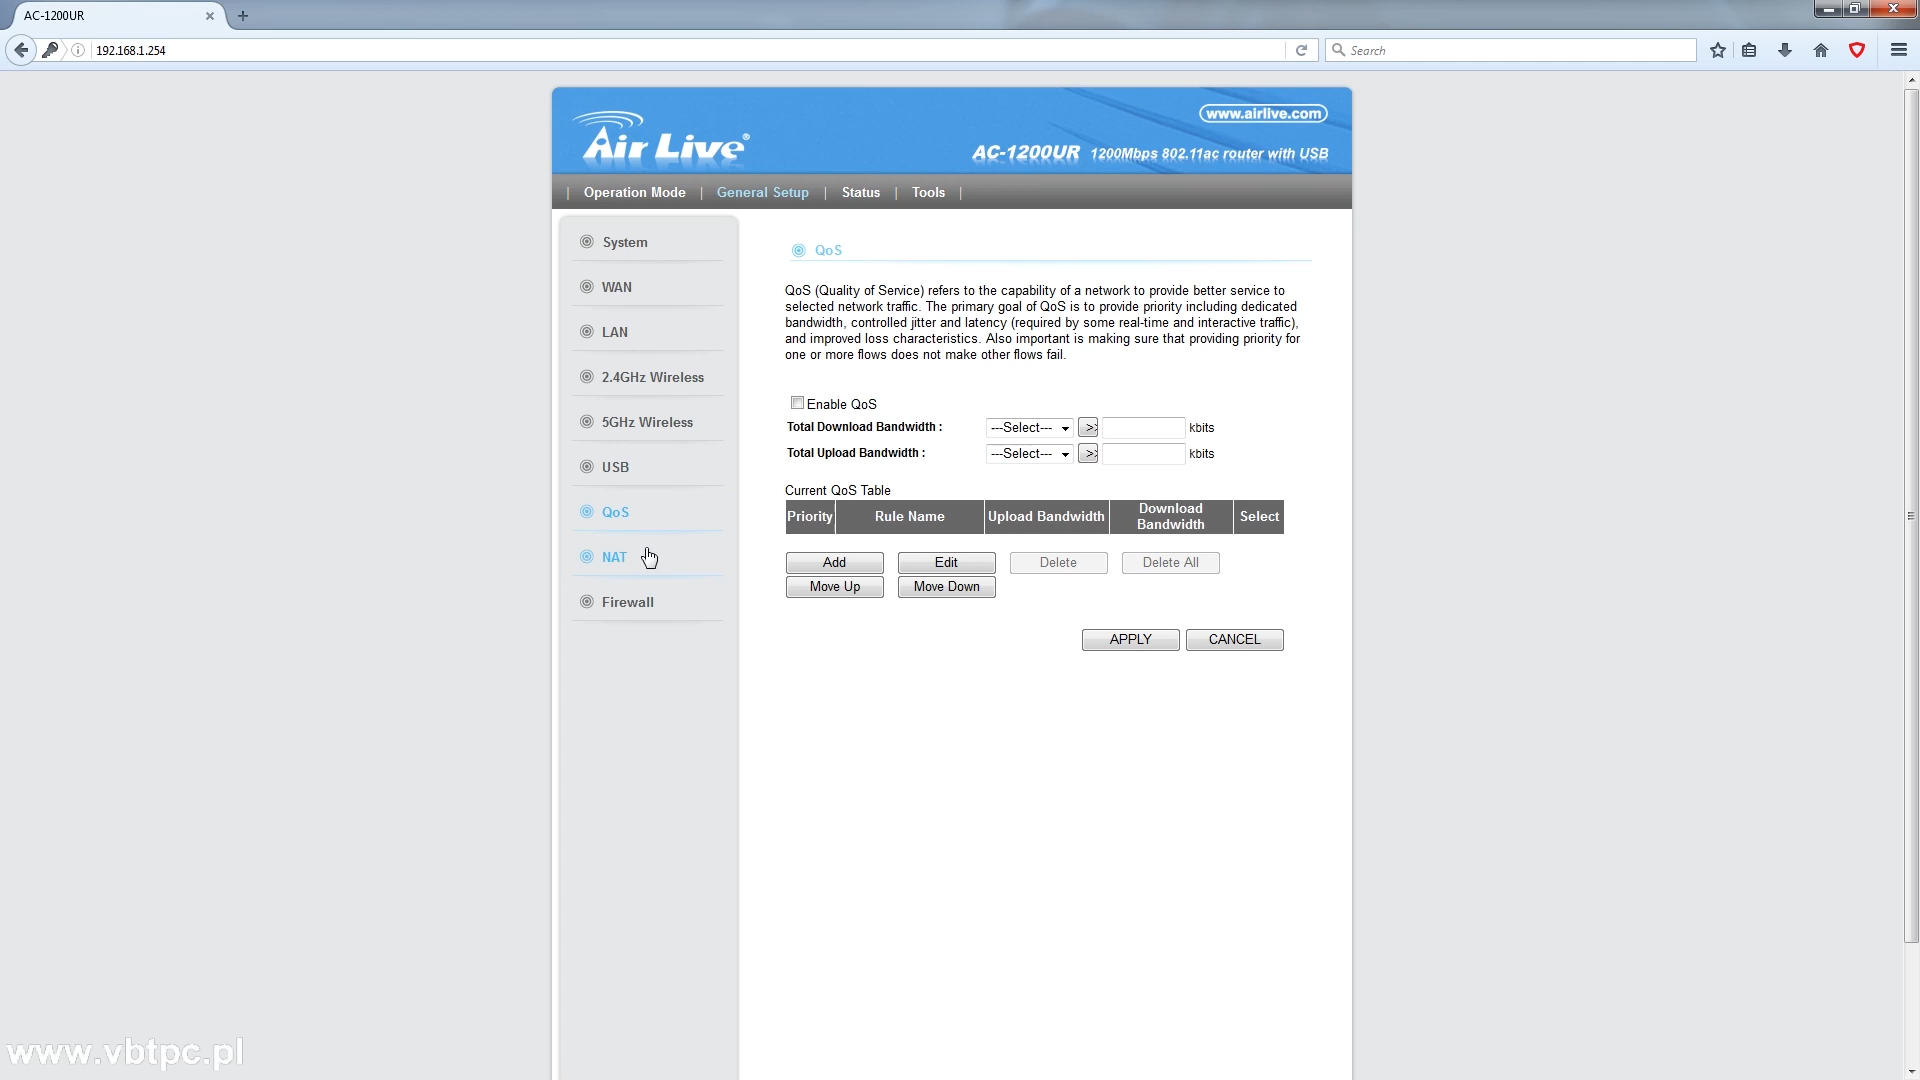 AC-1200UR
192.168.1.254
Search
www.airlive.com
Air Live®
AC-1200UR 1200Mbps 802.11ac router with USB
| Operation Mode | General Setup | Status | Tools |
System
WAN
LAN
2.4GHz Wireless
5GHz Wireless
USB
QoS
NAT
Firewall
QoS
QoS (Quality of Service) refers to the capability of a network to provide better service to
selected network traffic. The primary goal of QoS is to provide priority including dedicated
bandwidth, controlled jitter and latency (required by some real-time and interactive traffic),
and improved loss characteristics. Also important is making sure that providing priority for
one or more flows does not make other flows fail.
Enable QoS
Total Download Bandwidth : ---Select--- >> kbits
Total Upload Bandwidth : ---Select--- >> kbits
Current QoS Table
Priority Rule Name Upload Bandwidth Download Bandwidth Select
Add Edit Delete Delete All
Move Up Move Down
APPLY CANCEL
www.vbtpc.pl